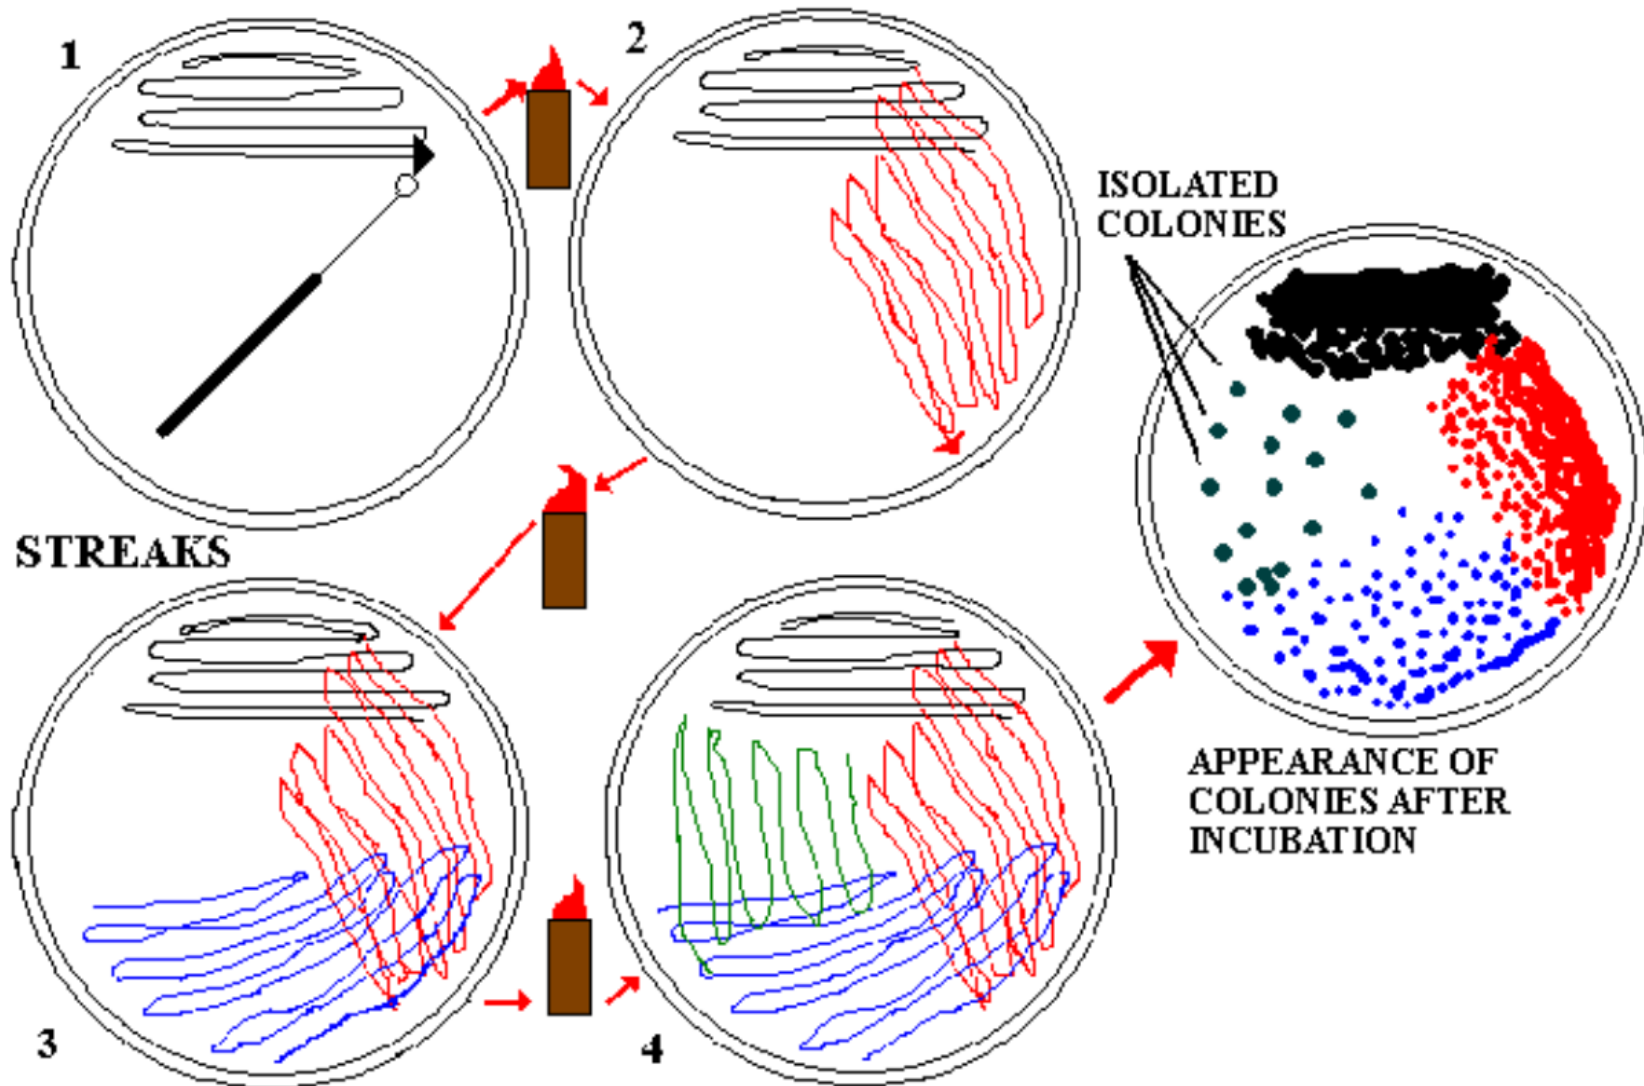 1
2
ISOLATED
COLONIES
STREAKS
APPEARANCE OF
COLONIES AFTER
INCUBATION
3
4